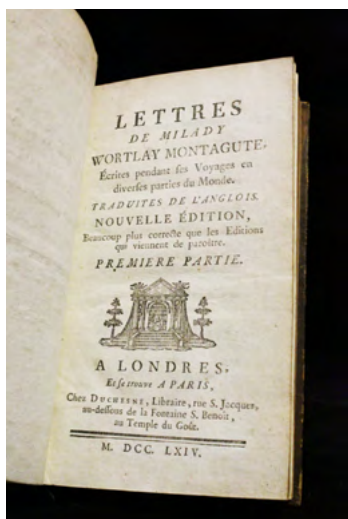 LETTRES
DE MILADY
WORTLAY MONTAGUTE,
Écrites pendant ses Voyages en
diverses parties du Monde.
TRADUITES DE L'ANGLOIS.
NOUVELLE ÉDITION,
Beaucoup plus correcte que les Editions
qui viennent de paroître.
PREMIERE PARTIE.
A LONDRES,
Et se trouve A PARIS,
Chez DUCHESNE, Libraire, rue S. Jacques,
au-dessous de la Fontaine S. Benoît,
au Temple du Goût.
M. DCC. LXIV.